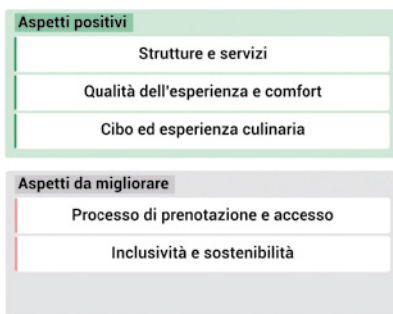 Aspetti positivi
Strutture e servizi
Qualità dell'esperienza e comfort
Cibo ed esperienza culinaria
Aspetti da migliorare
Processo di prenotazione e accesso
Inclusività e sostenibilità